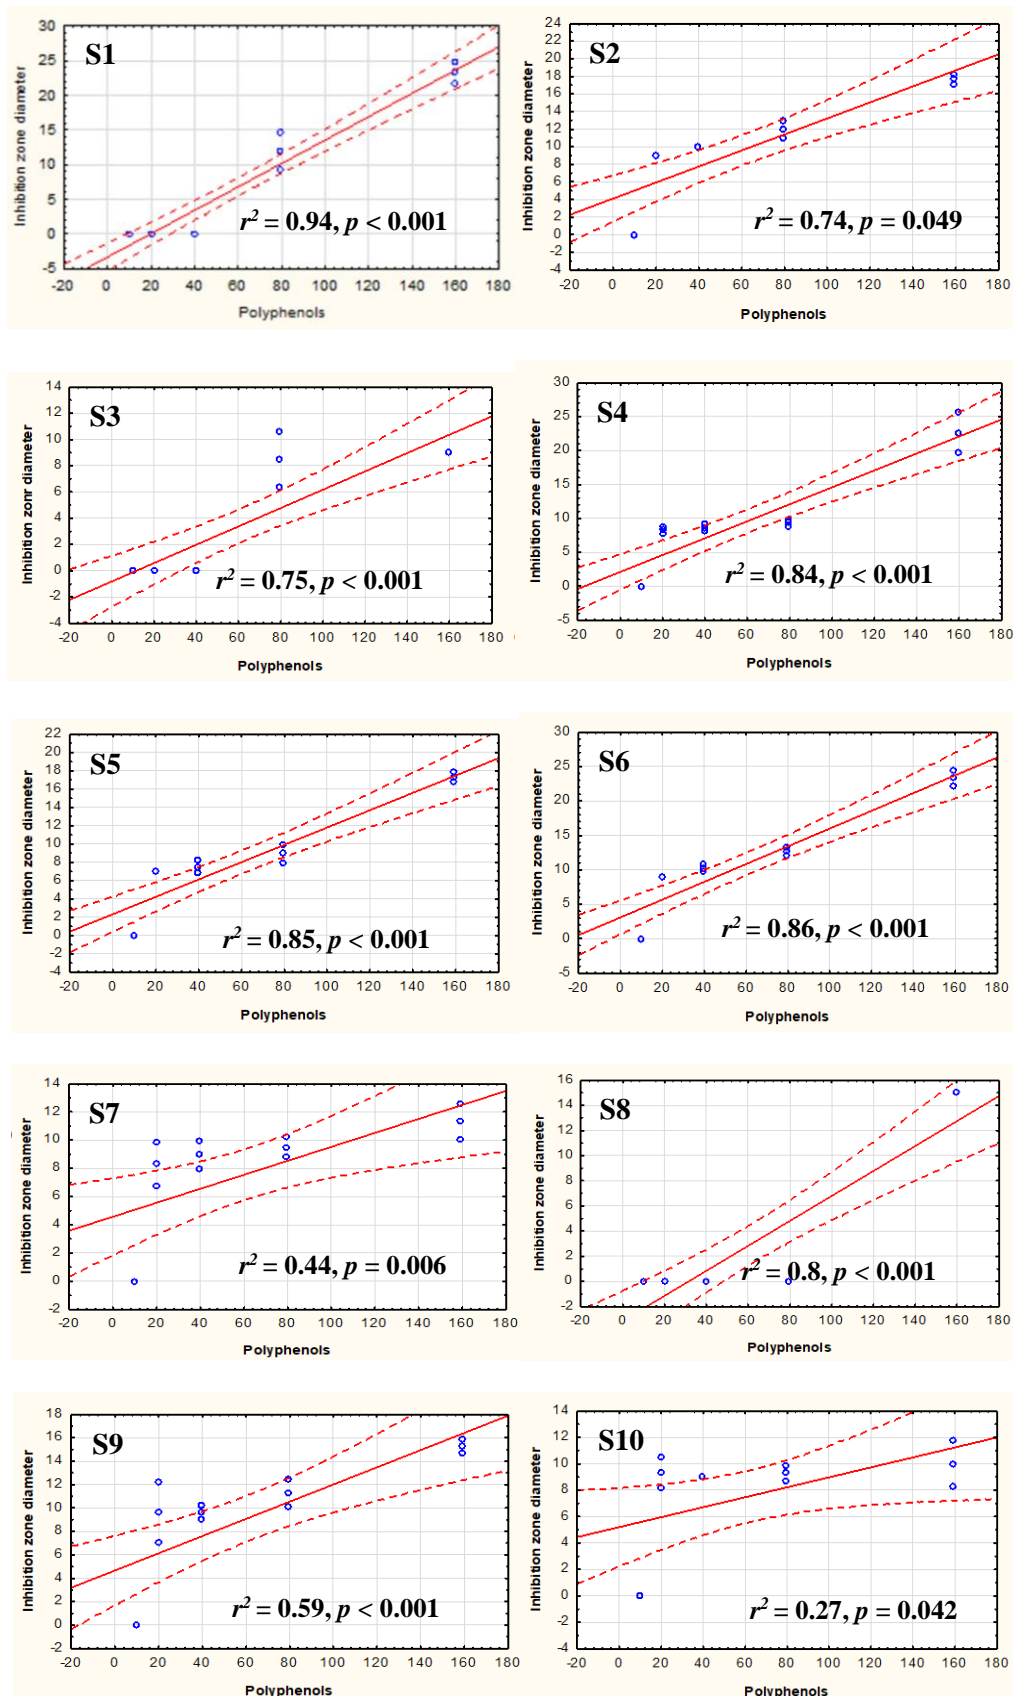 S1
Inhibition zone diameter
30
25
20
15
10
5
0
-5
r² = 0.94, p < 0.001
-20 0 20 40 60 80 100 120 140 160 180
Polyphenols
S2
Inhibition zone diameter
24
22
20
18
16
14
12
10
8
6
4
2
0
-2
-4
r² = 0.74, p = 0.049
-20 0 20 40 60 80 100 120 140 160 180
Polyphenols
S3
Inhibition zonr diameter
14
12
10
8
6
4
2
0
-2
-4
r² = 0.75, p < 0.001
-20 0 20 40 60 80 100 120 140 160 180
Polyphenols
S4
Inhibition zone diameter
30
25
20
15
10
5
0
-5
r² = 0.84, p < 0.001
-20 0 20 40 60 80 100 120 140 160 180
Polyphenols
S5
Inhibition zone diameter
22
20
18
16
14
12
10
8
6
4
2
0
-2
-4
r² = 0.85, p < 0.001
-20 0 20 40 60 80 100 120 140 160 180
Polyphenols
S6
Inhibition zone diameter
30
25
20
15
10
5
0
-5
r² = 0.86, p < 0.001
-20 0 20 40 60 80 100 120 140 160 180
Polyphenols
S7
Inhibition zone diameter
14
12
10
8
6
4
2
0
-2
r² = 0.44, p = 0.006
-20 0 20 40 60 80 100 120 140 160 180
Polyphenols
S8
Inhibition zone diameter
16
14
12
10
8
6
4
2
0
-2
r² = 0.8, p < 0.001
-20 0 20 40 60 80 100 120 140 160 180
Polyphenols
S9
Inhibition zone diameter
18
16
14
12
10
8
6
4
2
0
-2
r² = 0.59, p < 0.001
-20 0 20 40 60 80 100 120 140 160 180
Polyphenols
S10
Inhibition zone diameter
14
12
10
8
6
4
2
0
-2
-4
r² = 0.27, p = 0.042
-20 0 20 40 60 80 100 120 140 160 180
Polyphenols